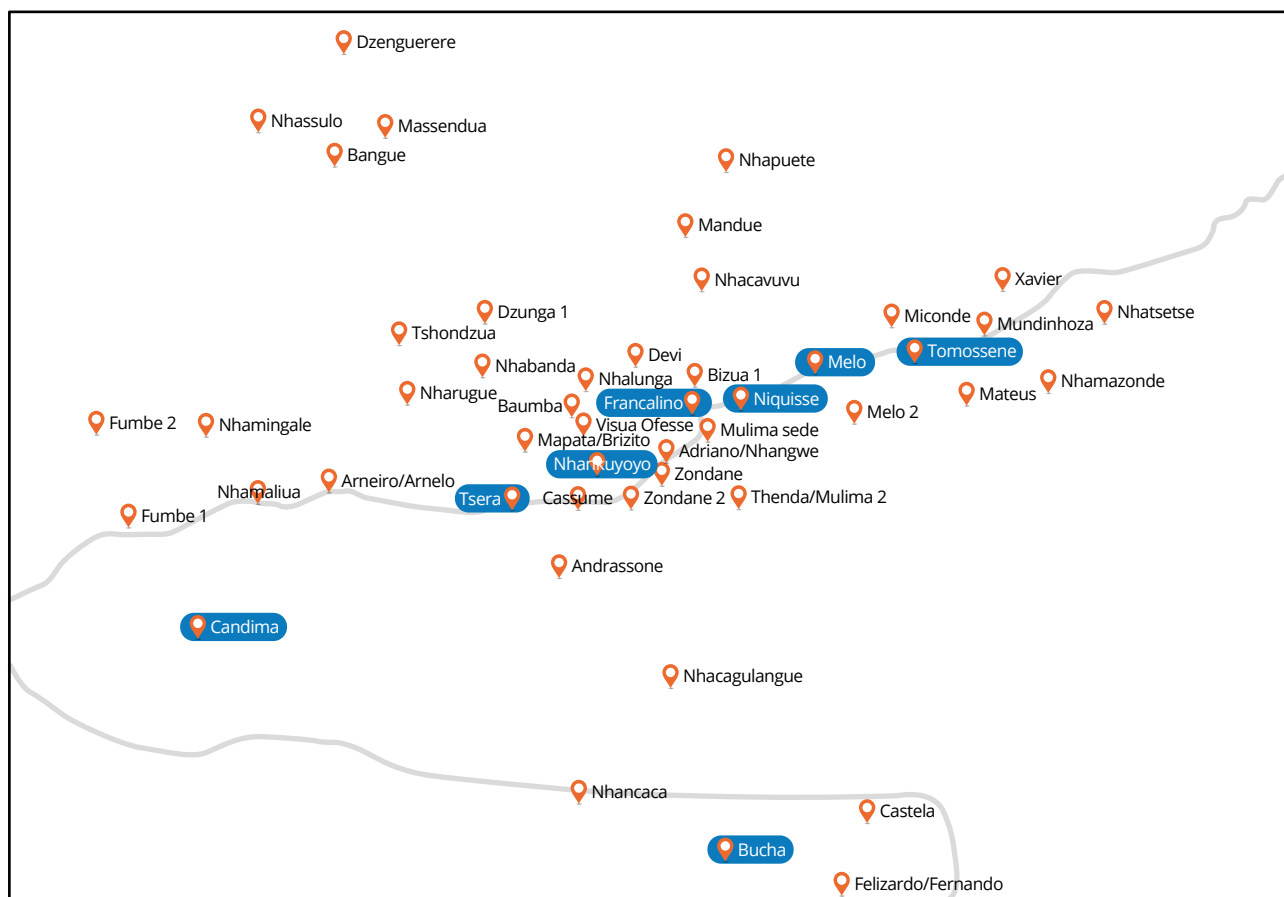 Dzenguerere
Nhassulo
Massendua
Bangue
Nhapuete
Mandue
Nhacavuvu
Xavier
Dzunga 1
Miconde
Mundinhoza
Nhatsetse
Tshondzua
Devi
Tomossene
Nhabanda
Melo
Nhalunga
Bizua 1
Nhamazonde
Nharugue
Mateus
Baumba
Francalino
Niquisse
Melo 2
Fumbe 2
Nhamingale
Visua Ofesse
Mulima sede
Mapata/Brizito
Adriano/Nhangwe
Nhankuyoyo
Zondane
Arneiro/Arnelo
Nhamaliua
Tsera
Cassume
Zondane 2
Thenda/Mulima 2
Fumbe 1
Andrassone
Candima
Nhacagulangue
Nhancaca
Castela
Bucha
Felizardo/Fernando